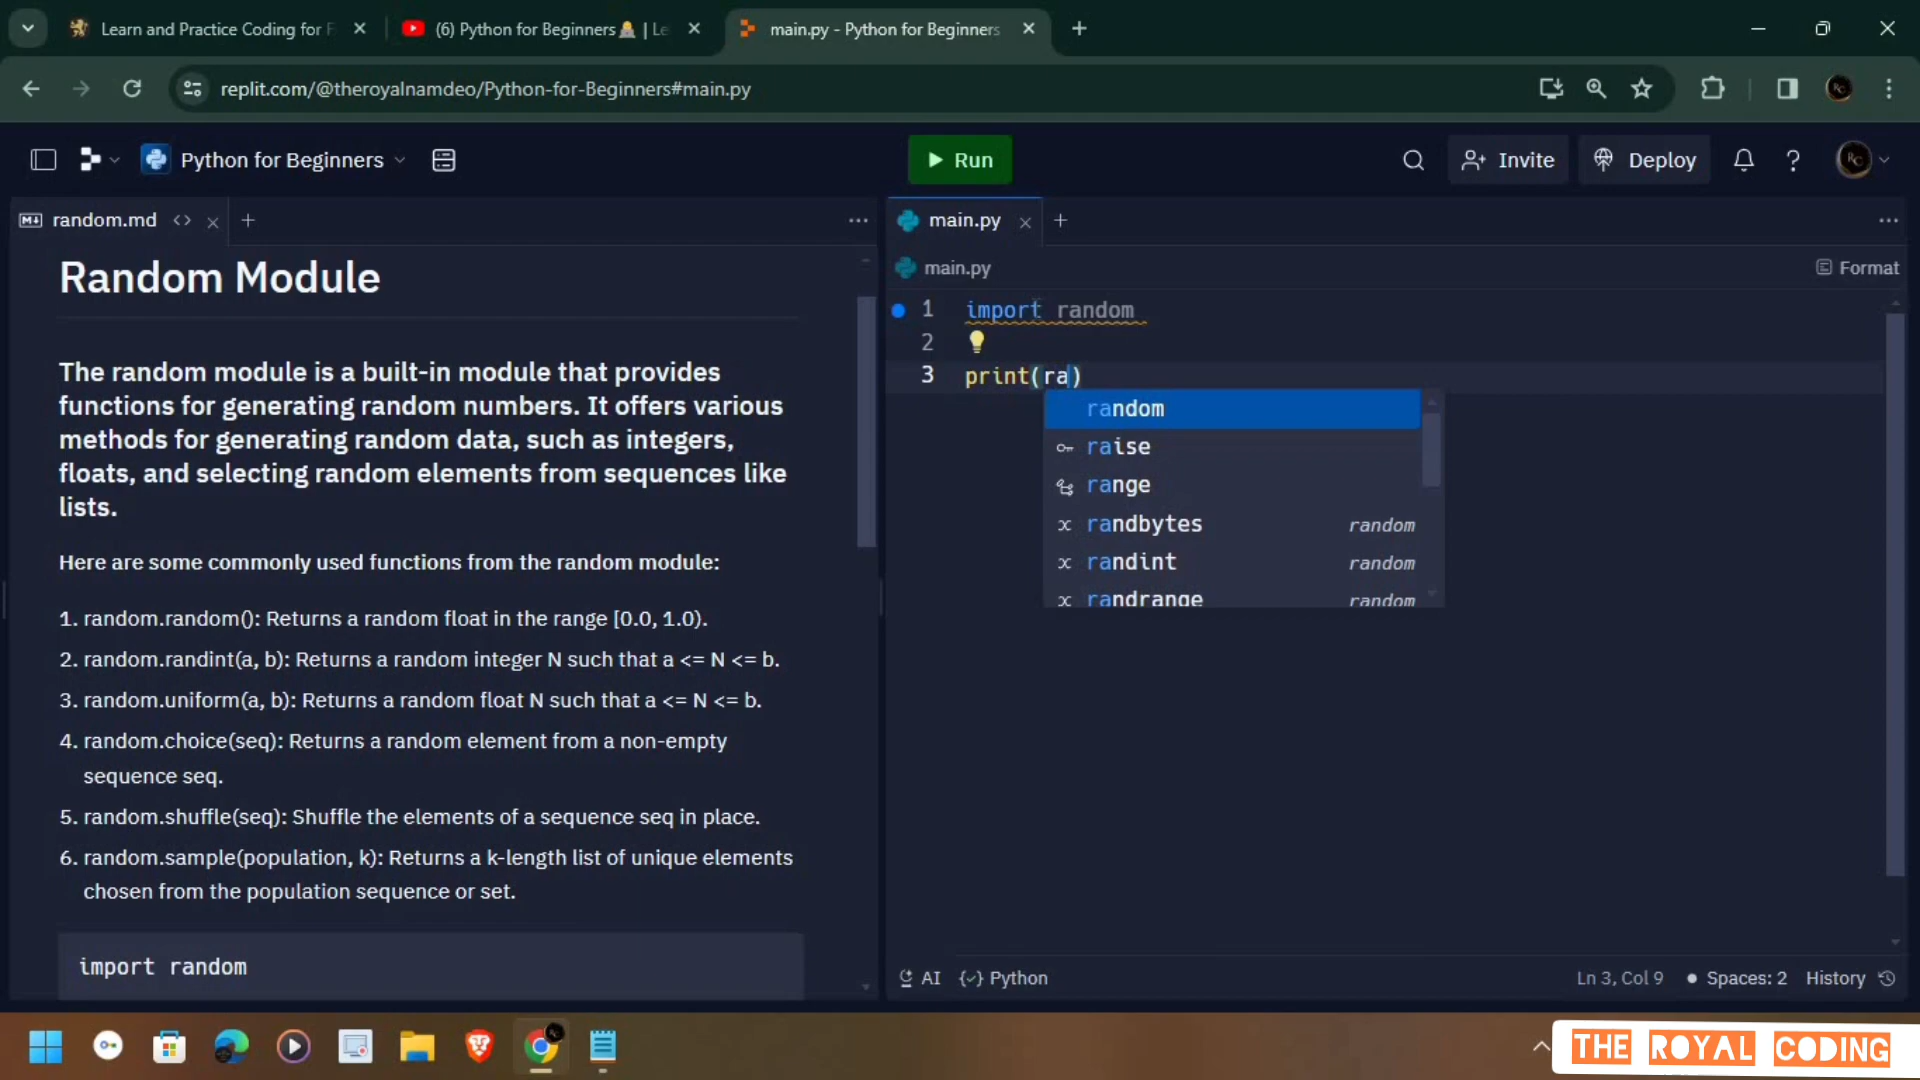 Learn and Practice Coding for F
(6) Python for Beginners | Le
main.py - Python for Beginners
replit.com/@theroyalnamdeo/Python-for-Beginners#main.py
RC
Python for Beginners
Run
Invite
Deploy
RC
random.md
main.py
Random Module
The random module is a built-in module that provides
functions for generating random numbers. It offers various
methods for generating random data, such as integers,
floats, and selecting random elements from sequences like
lists.
Here are some commonly used functions from the random module:
1. random.random(): Returns a random float in the range [0.0, 1.0).
2. random.randint(a, b): Returns a random integer N such that a <= N <= b.
3. random.uniform(a, b): Returns a random float N such that a <= N <= b.
4. random.choice(seq): Returns a random element from a non-empty
sequence seq.
5. random.shuffle(seq): Shuffle the elements of a sequence seq in place.
6. random.sample(population, k): Returns a k-length list of unique elements
chosen from the population sequence or set.
import random
main.py
Format
1 import random
2
3 print(ra)
random
raise
range
randbytes random
randint random
randrange random
AI {✓} Python
Ln 3, Col 9 • Spaces: 2 History
THE ROYAL CODING